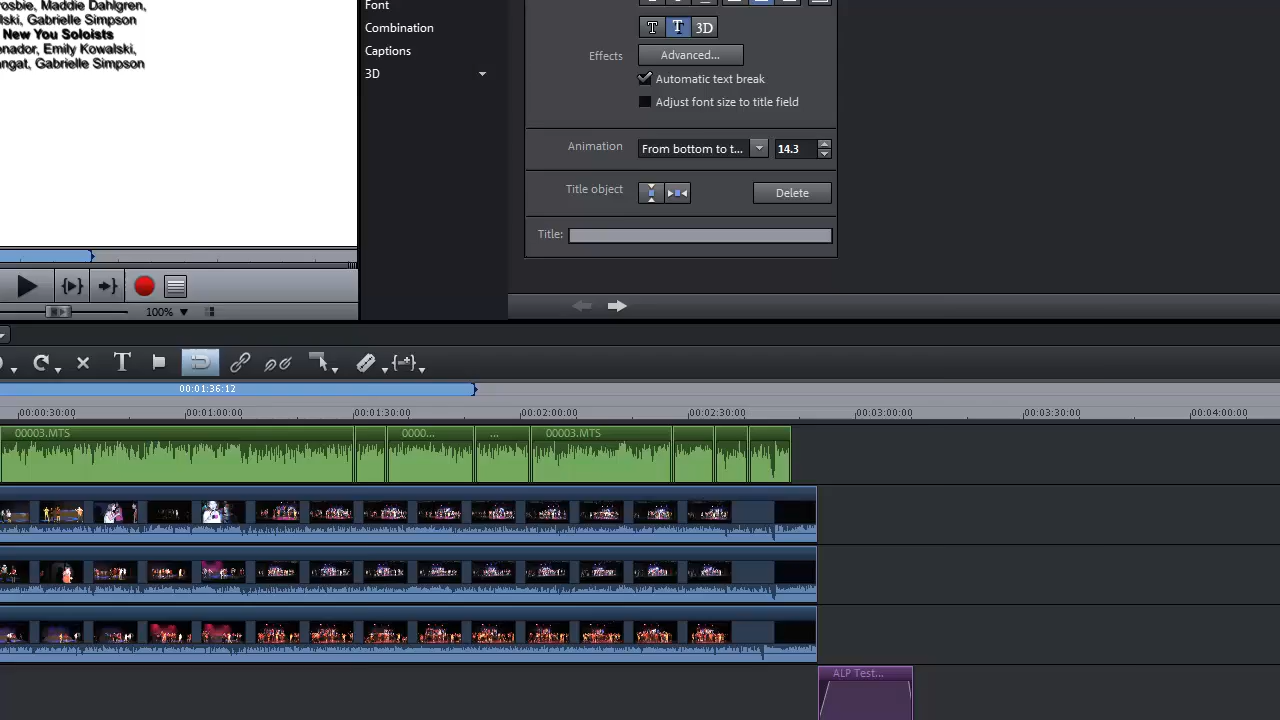 osbie, Maddie Dahlgren,
lski, Gabrielle Simpson
New You Soloists
enador, Emily Kowalski,
ngat, Gabrielle Simpson
Font
Combination
Captions
3D
T T 3D
Effects
Advanced...
Automatic text break
Adjust font size to title field
Animation
From bottom to t...
14.3
Title object
Delete
Title:
100%
T
00:01:36:12
00:00:30:00
00:01:00:00
00:01:30:00
00:02:00:00
00:02:30:00
00:03:00:00
00:03:30:00
00:04:00:00
00003.MTS
0000...
...
00003.MTS
ALP Test...